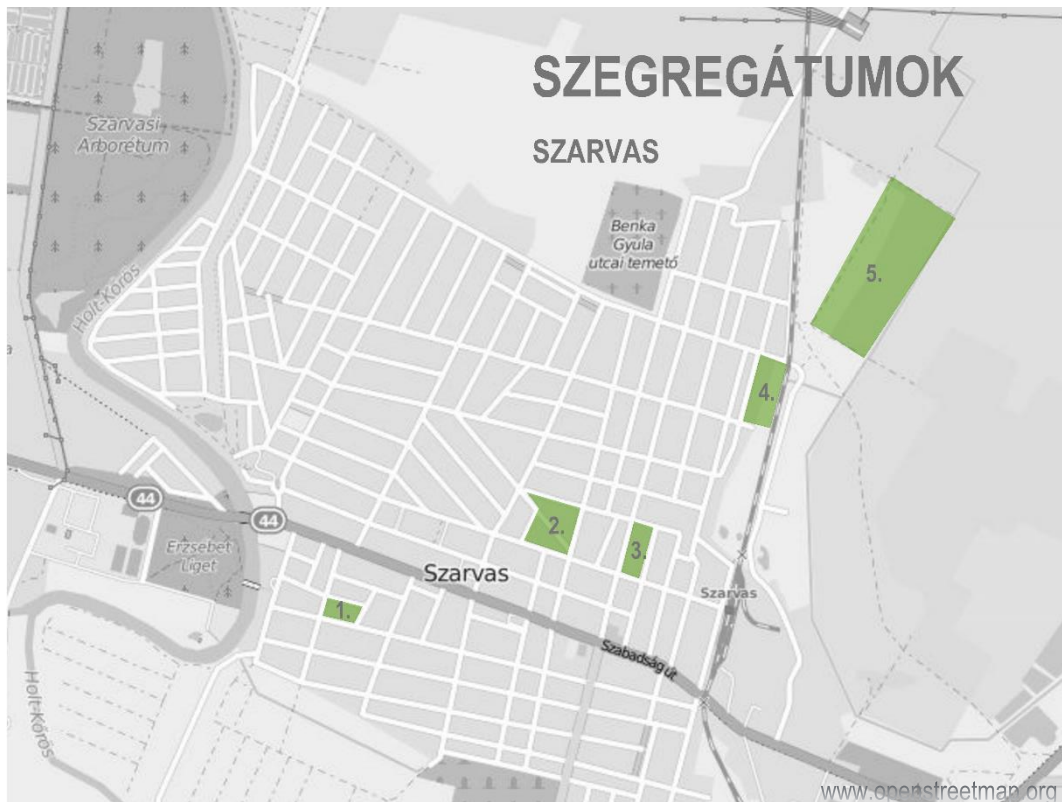 SZEGREGÁTUMOK
SZARVAS
Szarvasi
Arborétum
Benka
Gyula
utcai temető
5.
Holt-Körös
4.
44
44
2.
3.
Erzsébet
Liget
Szarvas
Szarvas
1.
Szabadság út
Holt-Körös
www.openstreetmap.org